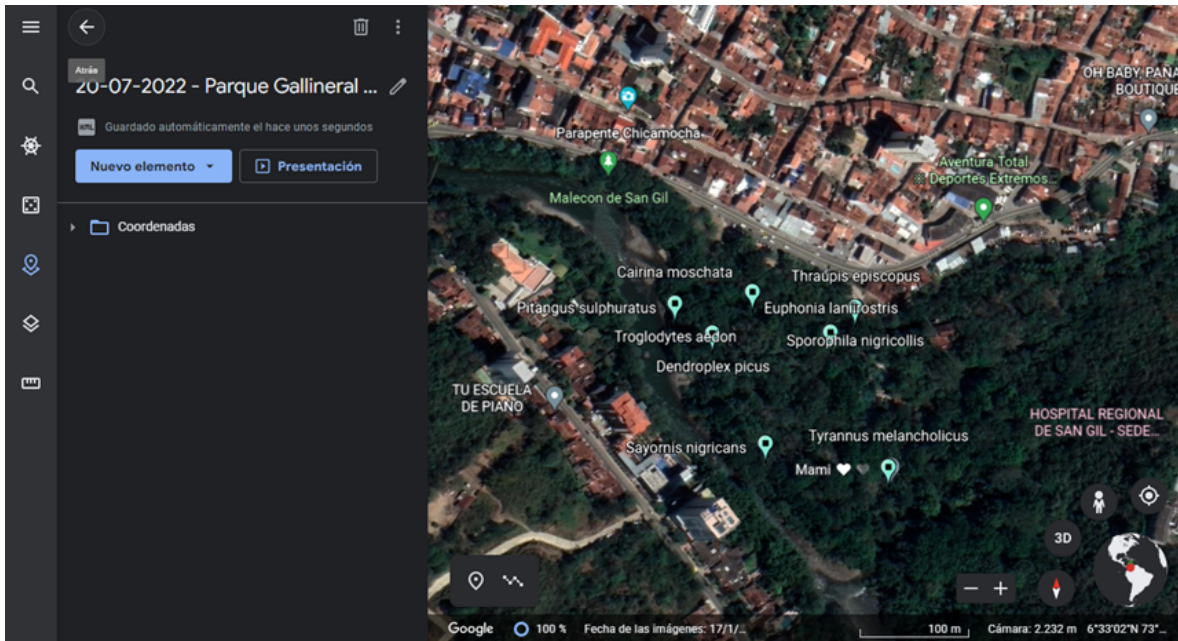 Atrás
20-07-2022 - Parque Gallineral ...
KML Guardado automáticamente el hace unos segundos
Nuevo elemento
Presentación
Coordenadas
OH BABY, PAÑA
BOUTIQUE
Parapente Chicamocha
Malecon de San Gil
Aventura Total
※ Deportes Extremos...
Cairina moschata
Thraupis episcopus
Pitangus sulphuratus
Euphonia laniirostris
Troglodytes aedon
Sporophila nigricollis
Dendroplex picus
TU ESCUELA
DE PIANO
HOSPITAL REGIONAL
DE SAN GIL - SEDE...
Sayornis nigricans
Tyrannus melancholicus
Mami
3D
Google
100 %
Fecha de las imágenes: 17/1/...
100 m
Cámara: 2.232 m
6°33'02"N 73°...